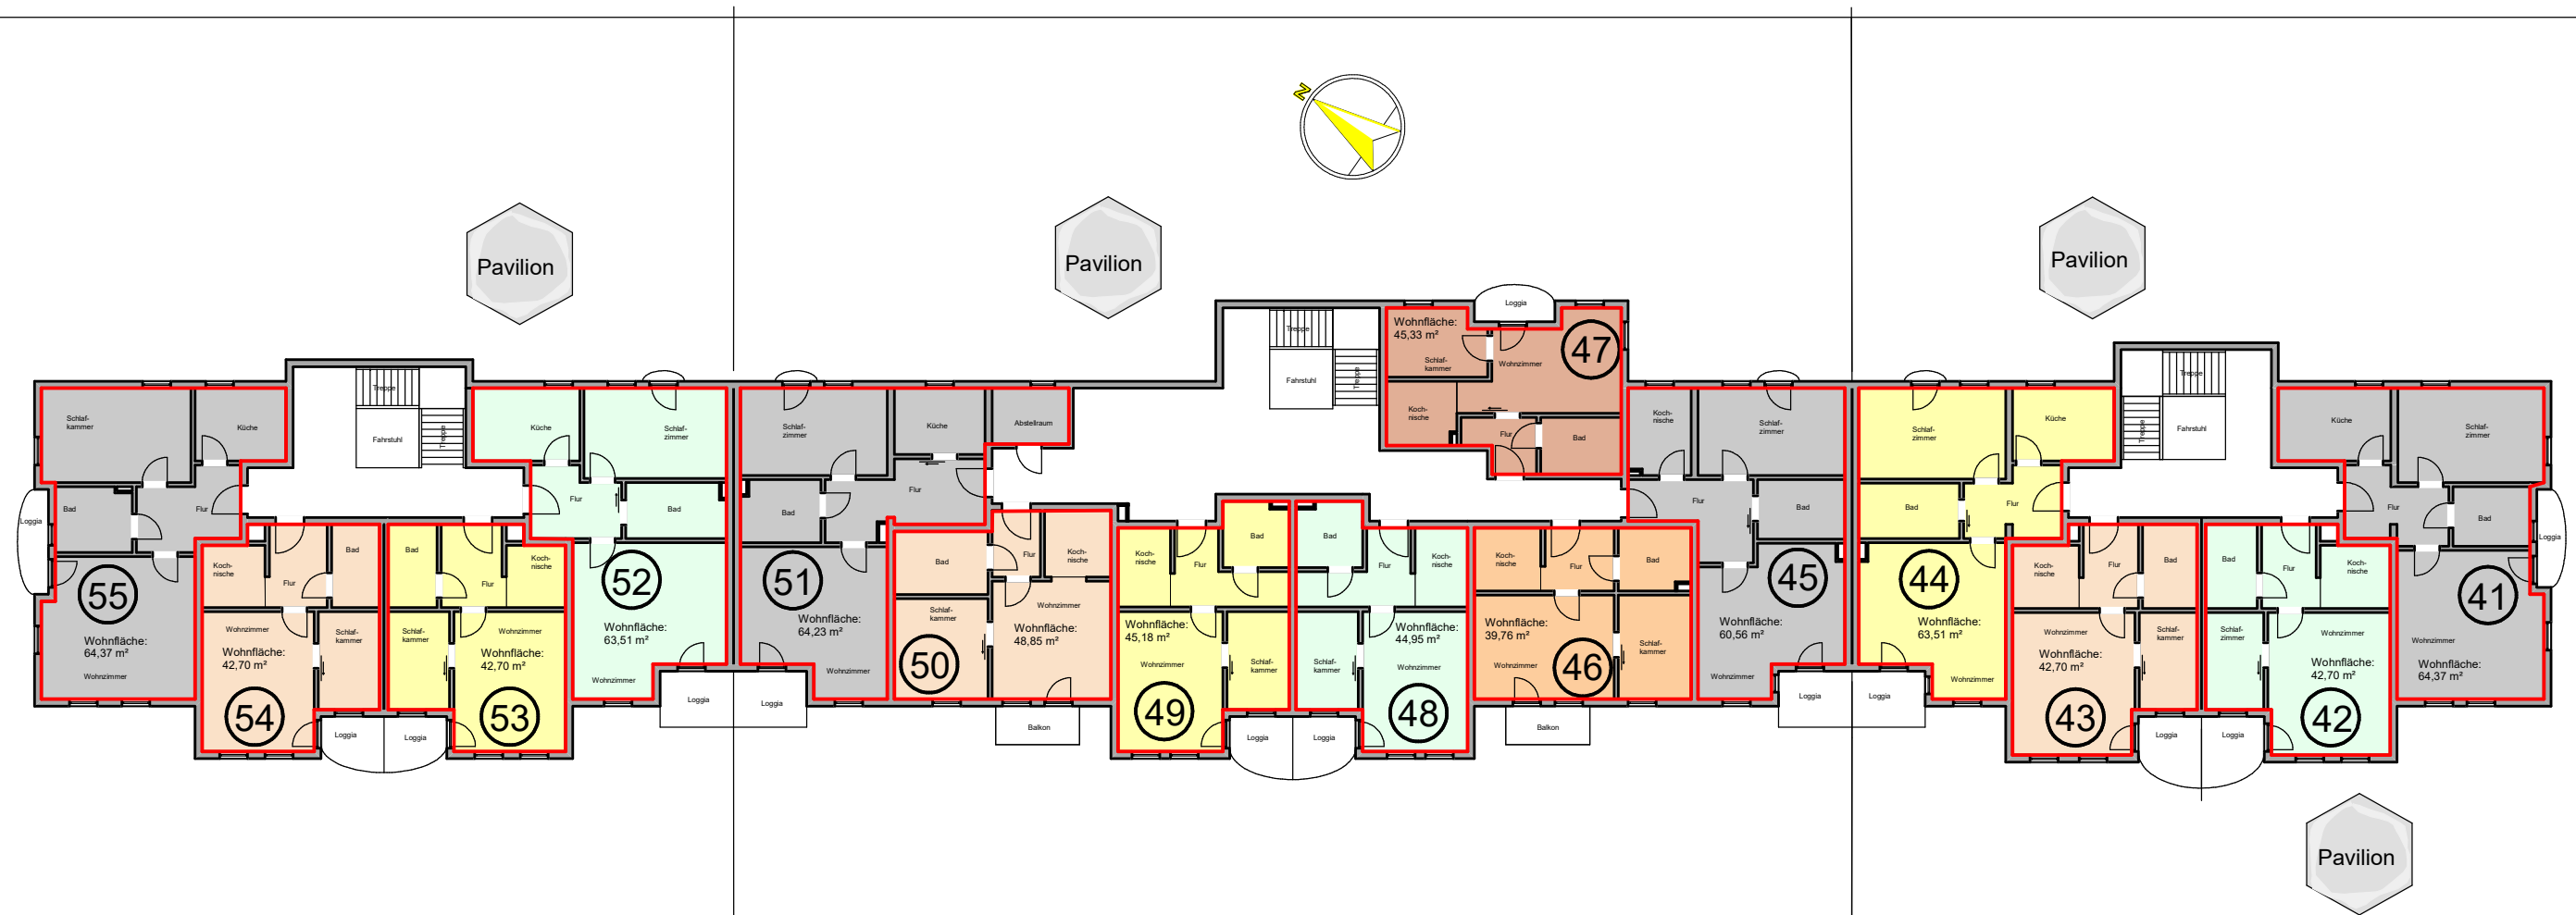 N
Pavilion
Pavilion
Pavilion
Pavilion
Schlaf-
kammer
Küche
Bad
Flur
Loggia
55
Wohnfläche:
64,37 m²
Wohnzimmer
Treppe
Fahrstuhl
Treppe
Koch-
nische
Flur
Bad
Wohnzimmer
Schlaf-
kammer
Wohnfläche:
42,70 m²
54
Loggia
Bad
Flur
Koch-
nische
Schlaf-
kammer
Wohnzimmer
Wohnfläche:
42,70 m²
53
Loggia
Küche
Schlaf-
zimmer
Flur
Bad
52
Wohnfläche:
63,51 m²
Wohnzimmer
Loggia
Schlaf-
zimmer
Küche
Abstellraum
Flur
Bad
51
Wohnfläche:
64,23 m²
Wohnzimmer
Loggia
Bad
Flur
Koch-
nische
Schlaf-
kammer
Wohnzimmer
Wohnfläche:
48,85 m²
50
Balkon
Koch-
nische
Flur
Bad
Wohnfläche:
45,18 m²
Wohnzimmer
Schlaf-
kammer
49
Loggia
Bad
Flur
Koch-
nische
Wohnfläche:
44,95 m²
Schlaf-
kammer
Wohnzimmer
48
Loggia
Treppe
Fahrstuhl
Treppe
Loggia
Wohnfläche:
45,33 m²
47
Schlaf-
kammer
Wohnzimmer
Koch-
nische
Flur
Bad
Koch-
nische
Flur
Bad
Wohnfläche:
39,76 m²
Schlaf-
kammer
Wohnzimmer
46
Balkon
Koch-
nische
Schlaf-
zimmer
Flur
Bad
45
Wohnfläche:
60,56 m²
Wohnzimmer
Loggia
Schlaf-
zimmer
Küche
Bad
Flur
44
Wohnfläche:
63,51 m²
Wohnzimmer
Loggia
Treppe
Treppe
Fahrstuhl
Koch-
nische
Flur
Bad
Wohnzimmer
Schlaf-
kammer
Wohnfläche:
42,70 m²
43
Loggia
Bad
Flur
Koch-
nische
Schlaf-
zimmer
Wohnzimmer
Wohnfläche:
42,70 m²
42
Loggia
Küche
Schlaf-
zimmer
Flur
Bad
Loggia
41
Wohnzimmer
Wohnfläche:
64,37 m²